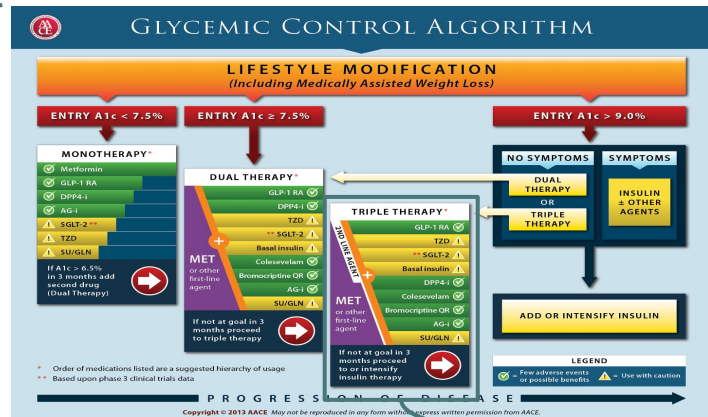 AACE
GLYCEMIC CONTROL ALGORITHM
LIFESTYLE MODIFICATION
(Including Medically Assisted Weight Loss)
ENTRY A1c < 7.5%
ENTRY A1c ≥ 7.5%
ENTRY A1c > 9.0%
MONOTHERAPY*
Metformin
GLP-1 RA
DPP4-i
AG-i
SGLT-2 **
TZD
SU/GLN
If A1c > 6.5%
in 3 months add
second drug
(Dual Therapy)
DUAL THERAPY*
GLP-1 RA
DPP4-i
TZD
** SGLT-2
Basal insulin
Colesevelam
Bromocriptine QR
AG-i
SU/GLN
+
MET
or other
first-line
agent
If not at goal in 3
months proceed
to triple therapy
TRIPLE THERAPY*
GLP-1 RA
TZD
** SGLT-2
Basal insulin
DPP4-i
Colesevelam
Bromocriptine QR
AG-i
SU/GLN
2ND LINE AGENT
+
MET
or other
first-line
agent
If not at goal in 3
months proceed
to or intensify
insulin therapy
NO SYMPTOMS
DUAL
THERAPY
OR
TRIPLE
THERAPY
SYMPTOMS
INSULIN
± OTHER
AGENTS
ADD OR INTENSIFY INSULIN
LEGEND
= Few adverse events
or possible benefits
= Use with caution
* Order of medications listed are a suggested hierarchy of usage
** Based upon phase 3 clinical trials data
PROGRESSION OF DISEASE
Copyright © 2013 AACE May not be reproduced in any form without express written permission from AACE.